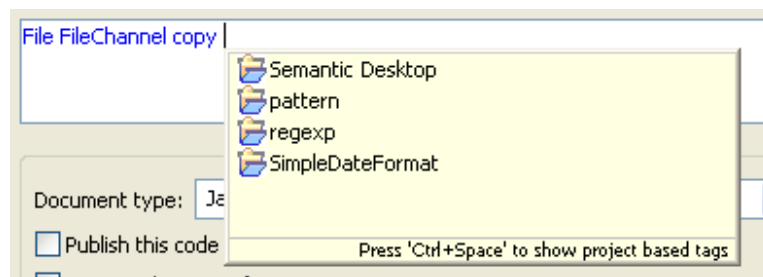 File FileChannel copy
Semantic Desktop
pattern
regexp
SimpleDateFormat
Document type: Ja
Publish this code
Press 'Ctrl+Space' to show project based tags